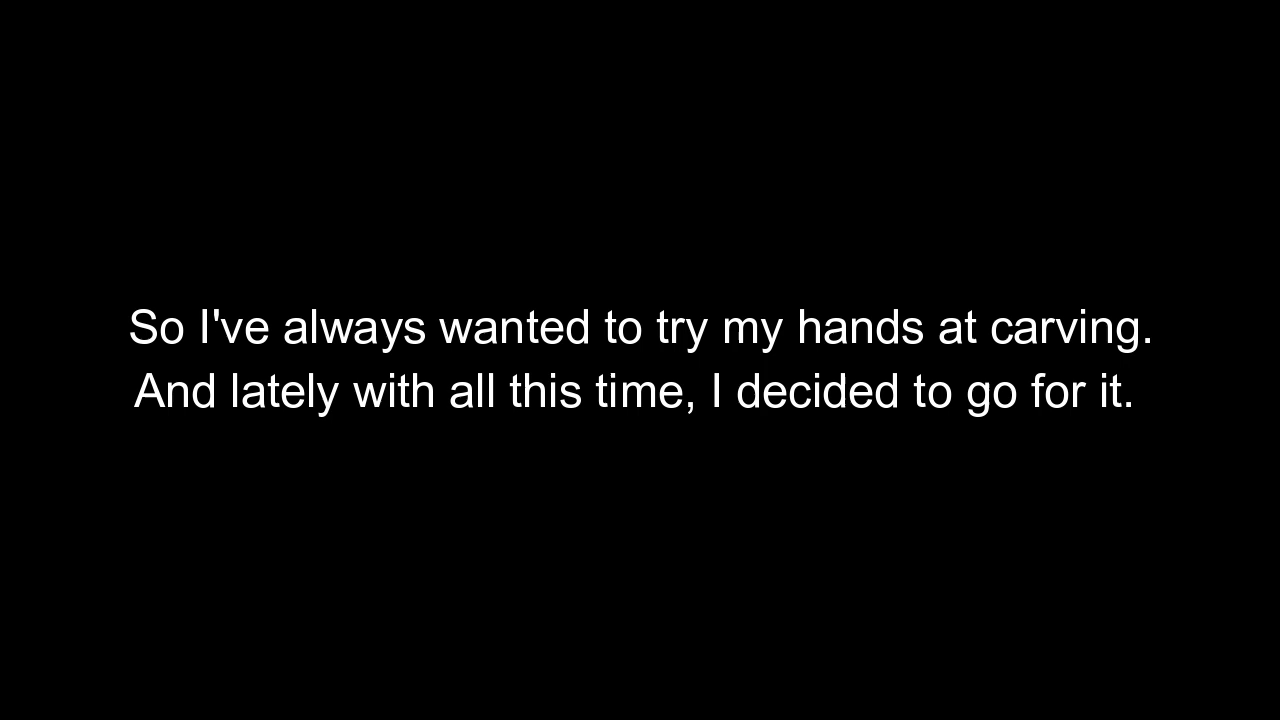 So I've always wanted to try my hands at carving.
And lately with all this time, I decided to go for it.